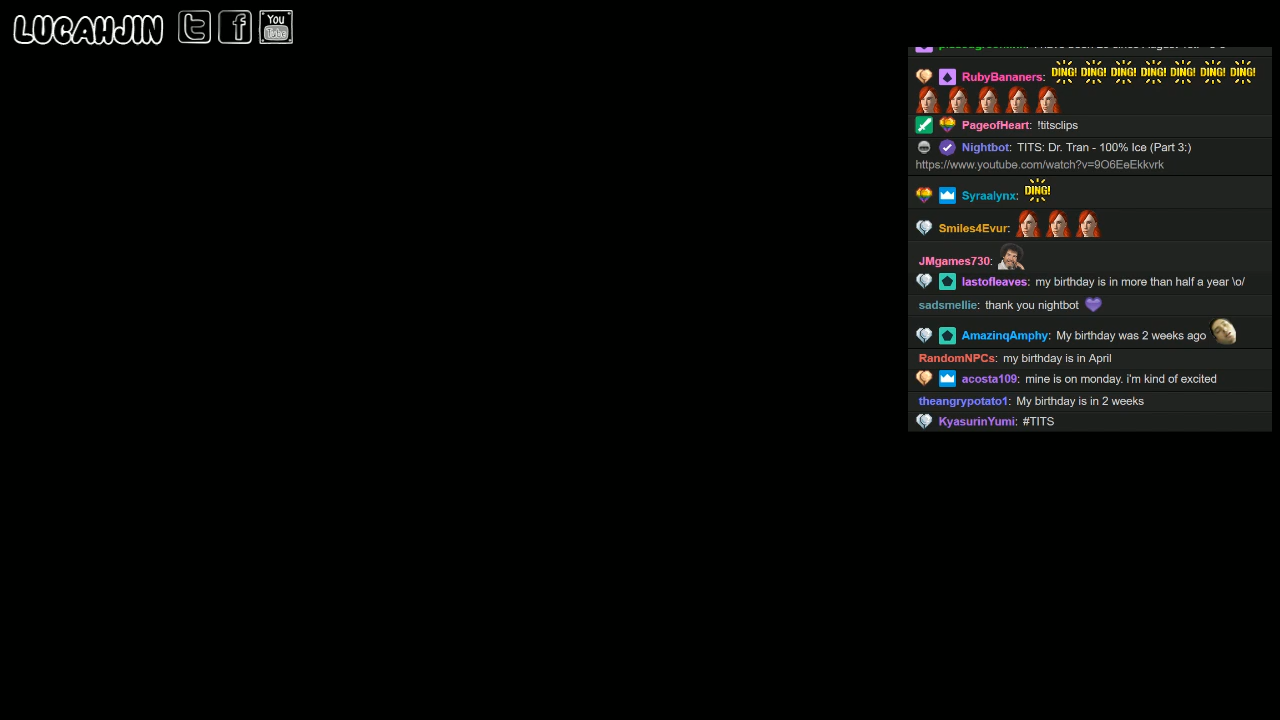 LUCAHJIN
You
Tube
RubyBananers: DING! DING! DING! DING! DING! DING! DING!
PageofHeart: !titsclips
Nightbot: TITS: Dr. Tran - 100% Ice (Part 3:)
https://www.youtube.com/watch?v=9O6EeEkkvrk
Syraalynx: DING!
Smiles4Evur:
JMgames730:
lastofleaves: my birthday is in more than half a year \o/
sadsmellie: thank you nightbot
AmazinqAmphy: My birthday was 2 weeks ago
RandomNPCs: my birthday is in April
acosta109: mine is on monday. i'm kind of excited
theangrypotato1: My birthday is in 2 weeks
KyasurinYumi: #TITS